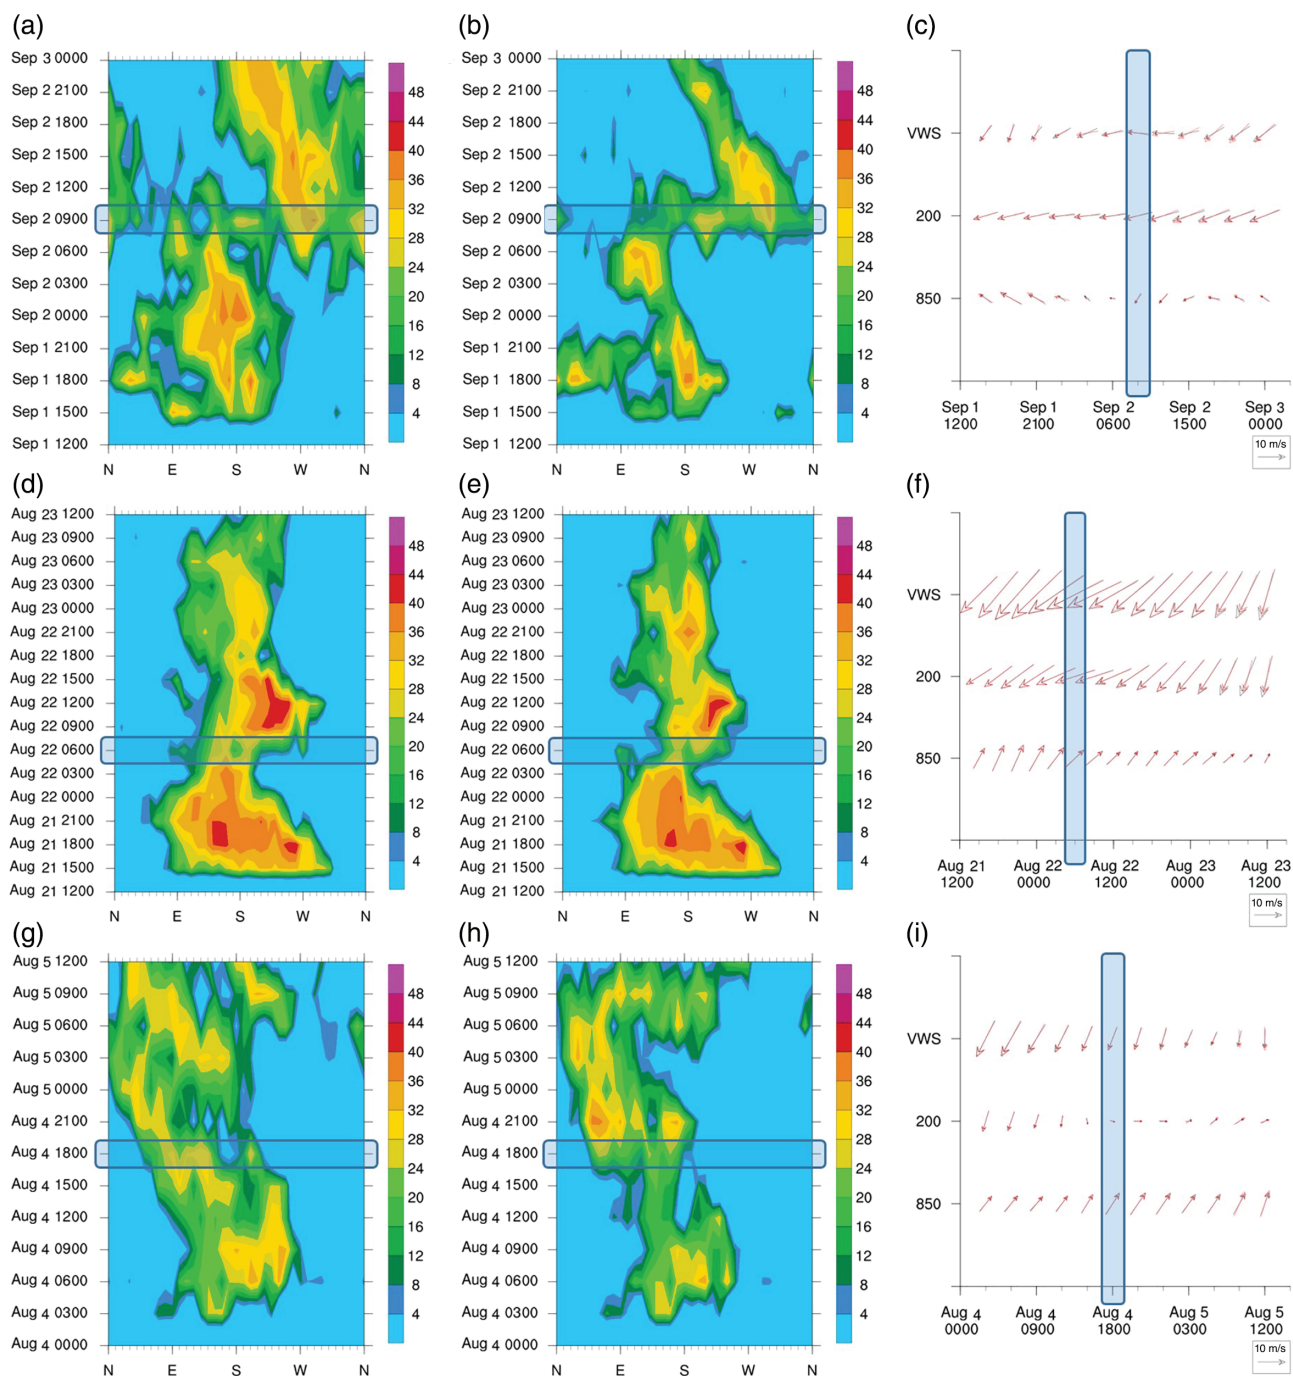 (a)
Sep 3 0000
Sep 2 2100
Sep 2 1800
Sep 2 1500
Sep 2 1200
Sep 2 0900
Sep 2 0600
Sep 2 0300
Sep 2 0000
Sep 1 2100
Sep 1 1800
Sep 1 1500
Sep 1 1200
N E S W N
48
44
40
36
32
28
24
20
16
12
8
4
(b)
Sep 3 0000
Sep 2 2100
Sep 2 1800
Sep 2 1500
Sep 2 1200
Sep 2 0900
Sep 2 0600
Sep 2 0300
Sep 2 0000
Sep 1 2100
Sep 1 1800
Sep 1 1500
Sep 1 1200
N E S W N
48
44
40
36
32
28
24
20
16
12
8
4
(c)
VWS
200
850
Sep 1 Sep 1 Sep 2 Sep 2 Sep 3
1200 2100 0600 1500 0000
10 m/s
(d)
Aug 23 1200
Aug 23 0900
Aug 23 0600
Aug 23 0300
Aug 23 0000
Aug 22 2100
Aug 22 1800
Aug 22 1500
Aug 22 1200
Aug 22 0900
Aug 22 0600
Aug 22 0300
Aug 22 0000
Aug 21 2100
Aug 21 1800
Aug 21 1500
Aug 21 1200
N E S W N
48
44
40
36
32
28
24
20
16
12
8
4
(e)
Aug 23 1200
Aug 23 0900
Aug 23 0600
Aug 23 0300
Aug 23 0000
Aug 22 2100
Aug 22 1800
Aug 22 1500
Aug 22 1200
Aug 22 0900
Aug 22 0600
Aug 22 0300
Aug 22 0000
Aug 21 2100
Aug 21 1800
Aug 21 1500
Aug 21 1200
N E S W N
48
44
40
36
32
28
24
20
16
12
8
4
(f)
VWS
200
850
Aug 21 Aug 22 Aug 22 Aug 23 Aug 23
1200 0000 1200 0000 1200
10 m/s
(g)
Aug 5 1200
Aug 5 0900
Aug 5 0600
Aug 5 0300
Aug 5 0000
Aug 4 2100
Aug 4 1800
Aug 4 1500
Aug 4 1200
Aug 4 0900
Aug 4 0600
Aug 4 0300
Aug 4 0000
N E S W N
48
44
40
36
32
28
24
20
16
12
8
4
(h)
Aug 5 1200
Aug 5 0900
Aug 5 0600
Aug 5 0300
Aug 5 0000
Aug 4 2100
Aug 4 1800
Aug 4 1500
Aug 4 1200
Aug 4 0900
Aug 4 0600
Aug 4 0300
Aug 4 0000
N E S W N
48
44
40
36
32
28
24
20
16
12
8
4
(i)
VWS
200
850
Aug 4 Aug 4 Aug 4 Aug 5 Aug 5
0000 0900 1800 0300 1200
10 m/s